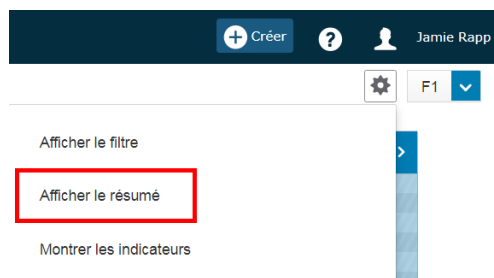 Créer ? Jamie Rapp
F1
Afficher le filtre
Afficher le résumé
Montrer les indicateurs